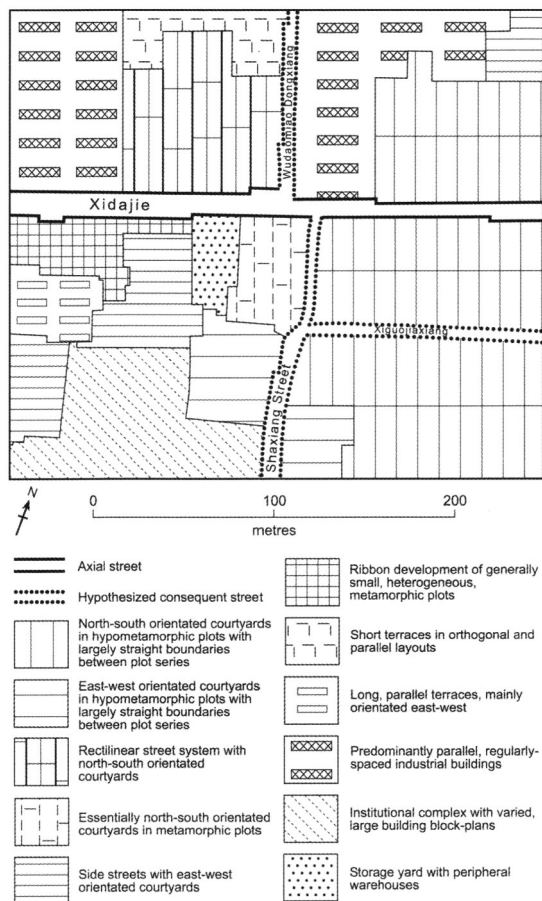 Wudaomiao Dongxiang
Xidajie
Xiguojiaxiang
Shaxiang Street
N
0 100 200
metres
Axial street
Hypothesized consequent street
North-south orientated courtyards
in hypometamorphic plots with
largely straight boundaries
between plot series
East-west orientated courtyards
in hypometamorphic plots with
largely straight boundaries
between plot series
Rectilinear street system with
north-south orientated
courtyards
Essentially north-south orientated
courtyards in metamorphic plots
Side streets with east-west
orientated courtyards
Ribbon development of generally
small, heterogeneous,
metamorphic plots
Short terraces in orthogonal and
parallel layouts
Long, parallel terraces, mainly
orientated east-west
Predominantly parallel, regularly-
spaced industrial buildings
Institutional complex with varied,
large building block-plans
Storage yard with peripheral
warehouses